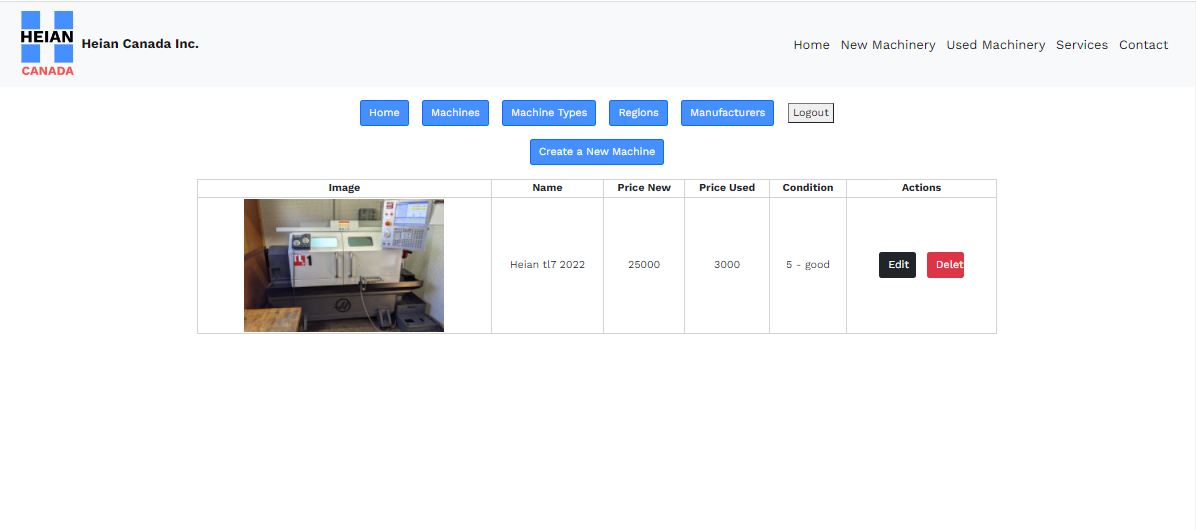 HEIAN
CANADA
Heian Canada Inc.
Home New Machinery Used Machinery Services Contact
Home Machines Machine Types Regions Manufacturers Logout
Create a New Machine
Image Name Price New Price Used Condition Actions
1
Heian tl7 2022 25000 3000 5 - good Edit Delet